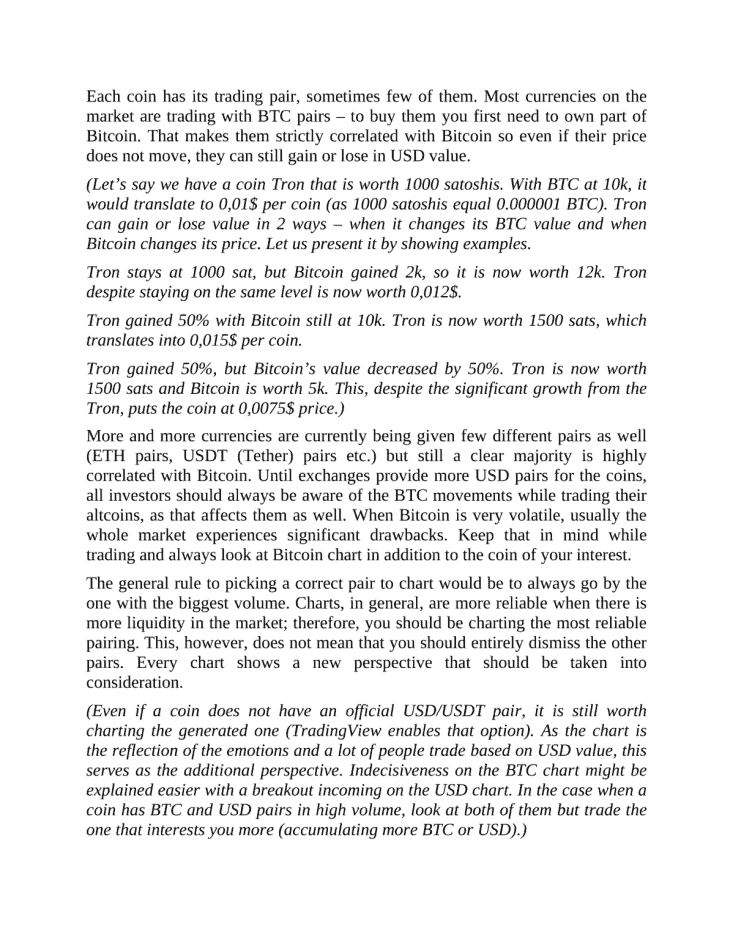 Each coin has its trading pair, sometimes few of them. Most currencies on the
market are trading with BTC pairs – to buy them you first need to own part of
Bitcoin. That makes them strictly correlated with Bitcoin so even if their price
does not move, they can still gain or lose in USD value.
(Let’s say we have a coin Tron that is worth 1000 satoshis. With BTC at 10k, it
would translate to 0,01$ per coin (as 1000 satoshis equal 0.000001 BTC). Tron
can gain or lose value in 2 ways – when it changes its BTC value and when
Bitcoin changes its price. Let us present it by showing examples.
Tron stays at 1000 sat, but Bitcoin gained 2k, so it is now worth 12k. Tron
despite staying on the same level is now worth 0,012$.
Tron gained 50% with Bitcoin still at 10k. Tron is now worth 1500 sats, which
translates into 0,015$ per coin.
Tron gained 50%, but Bitcoin’s value decreased by 50%. Tron is now worth
1500 sats and Bitcoin is worth 5k. This, despite the significant growth from the
Tron, puts the coin at 0,0075$ price.)
More and more currencies are currently being given few different pairs as well
(ETH pairs, USDT (Tether) pairs etc.) but still a clear majority is highly
correlated with Bitcoin. Until exchanges provide more USD pairs for the coins,
all investors should always be aware of the BTC movements while trading their
altcoins, as that affects them as well. When Bitcoin is very volatile, usually the
whole market experiences significant drawbacks. Keep that in mind while
trading and always look at Bitcoin chart in addition to the coin of your interest.
The general rule to picking a correct pair to chart would be to always go by the
one with the biggest volume. Charts, in general, are more reliable when there is
more liquidity in the market; therefore, you should be charting the most reliable
pairing. This, however, does not mean that you should entirely dismiss the other
pairs. Every chart shows a new perspective that should be taken into
consideration.
(Even if a coin does not have an official USD/USDT pair, it is still worth
charting the generated one (TradingView enables that option). As the chart is
the reflection of the emotions and a lot of people trade based on USD value, this
serves as the additional perspective. Indecisiveness on the BTC chart might be
explained easier with a breakout incoming on the USD chart. In the case when a
coin has BTC and USD pairs in high volume, look at both of them but trade the
one that interests you more (accumulating more BTC or USD).)